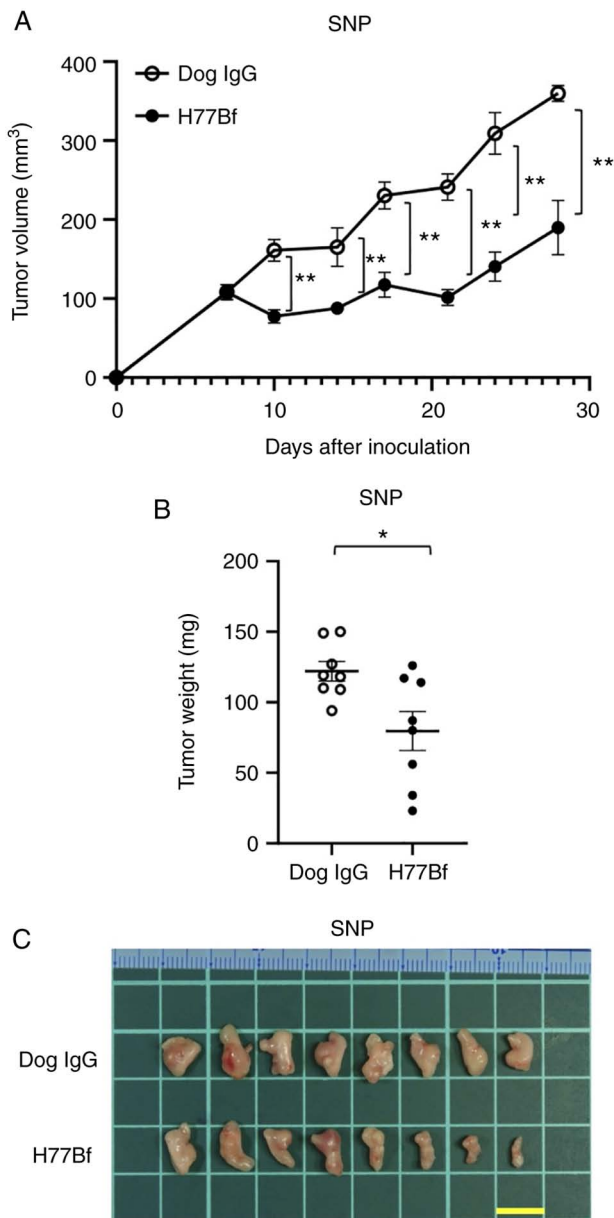 A
SNP
Tumor volume (mm³)
400
300
200
100
0
Dog IgG
H77Bf
**
**
**
**
**
**
0
10
20
30
Days after inoculation
B
SNP
*
Tumor weight (mg)
200
150
100
50
0
Dog IgG
H77Bf
C
SNP
Dog IgG
H77Bf